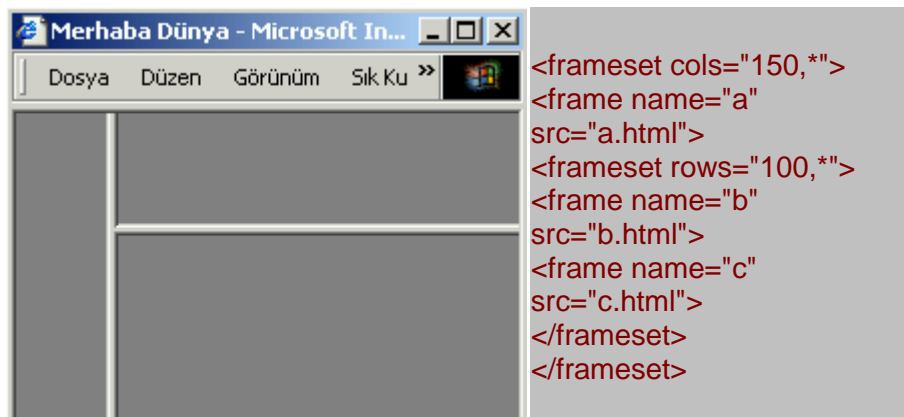 Merhaba Dünya - Microsoft In...
Dosya Düzen Görünüm Sık Ku »
<frameset cols="150,*">
<frame name="a"
src="a.html">
<frameset rows="100,*">
<frame name="b"
src="b.html">
<frame name="c"
src="c.html">
</frameset>
</frameset>